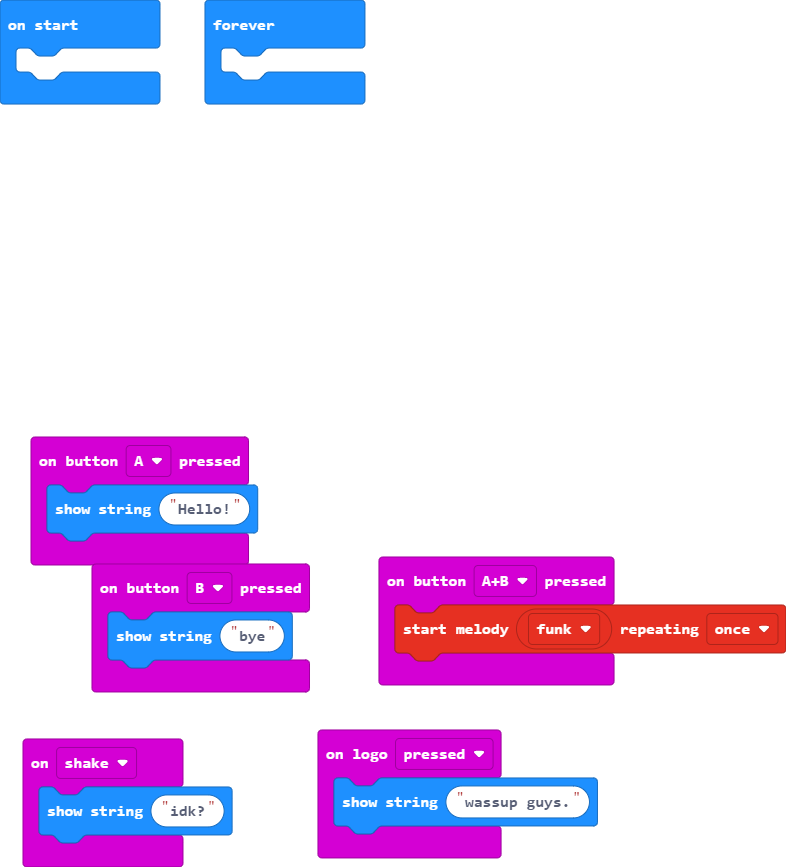 on start
forever
on button A pressed
show string "Hello!"
on button B pressed
show string "bye"
on button A+B pressed
start melody funk repeating once
on shake
show string "idk?"
on logo pressed
show string "wassup guys."